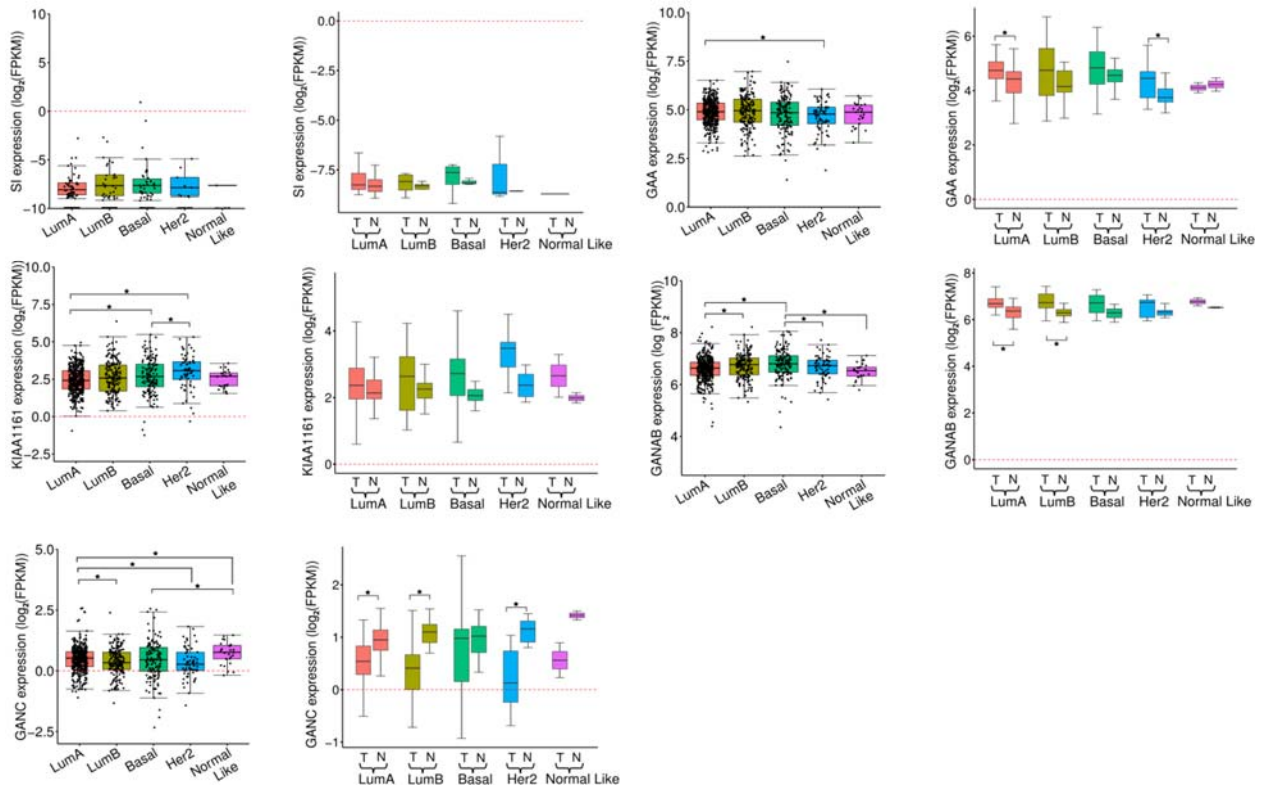 SI expression (log₂(FPKM))
10
5
0
−5
−10
LumA
LumB
Basal
Her2
Normal
Like
SI expression (log₂(FPKM))
0.0
−2.5
−5.0
−7.5
T N T N T N T N T N
LumA LumB Basal Her2 Normal Like
GAA expression (log₂(FPKM))
10.0
7.5
5.0
2.5
0.0
*
LumA
LumB
Basal
Her2
Normal
Like
GAA expression (log₂(FPKM))
6
4
2
0
* *
T N T N T N T N T N
LumA LumB Basal Her2 Normal Like
KIAA1161 expression (log₂(FPKM))
10.0
7.5
5.0
2.5
0.0
−2.5
*
*
*
LumA
LumB
Basal
Her2
Normal
Like
KIAA1161 expression (log₂(FPKM))
4
2
0
T N T N T N T N T N
LumA LumB Basal Her2 Normal Like
GANAB expression (log₂(FPKM))
10
8
6
4
*
* * *
LumA
LumB
Basal
Her2
Normal
Like
GANAB expression (log₂(FPKM))
8
6
4
2
0
* *
T N T N T N T N T N
LumA LumB Basal Her2 Normal Like
GANC expression (log₂(FPKM))
5.0
2.5
0.0
−2.5
*
*
* *
LumA
LumB
Basal
Her2
Normal
Like
GANC expression (log₂(FPKM))
2
1
0
−1
* * *
T N T N T N T N T N
LumA LumB Basal Her2 Normal Like